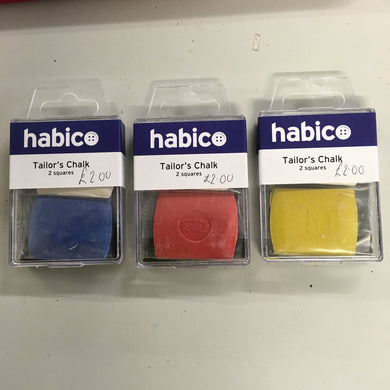 habico
Tailor's Chalk
2 squares
£2.00
habico
Tailor's Chalk
2 squares
£2.00
habico
Tailor's Chalk
2 squares
£2.00